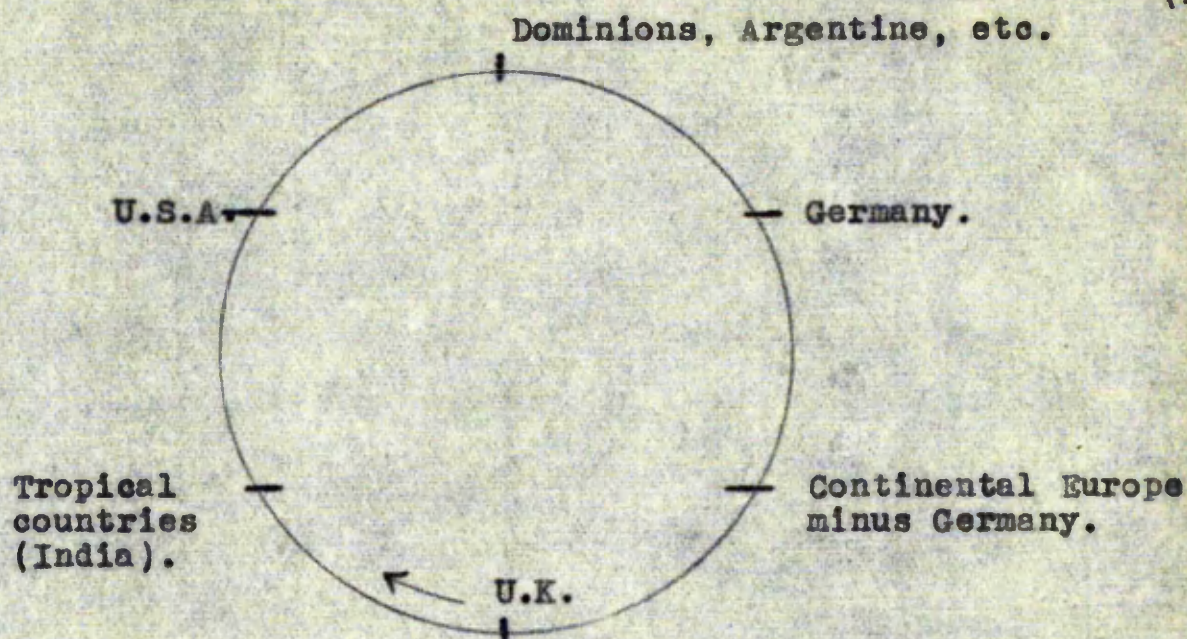 Dominions, Argentine, etc.
U.S.A.
Germany.
Tropical
countries
(India).
Continental Europe
minus Germany.
U.K.